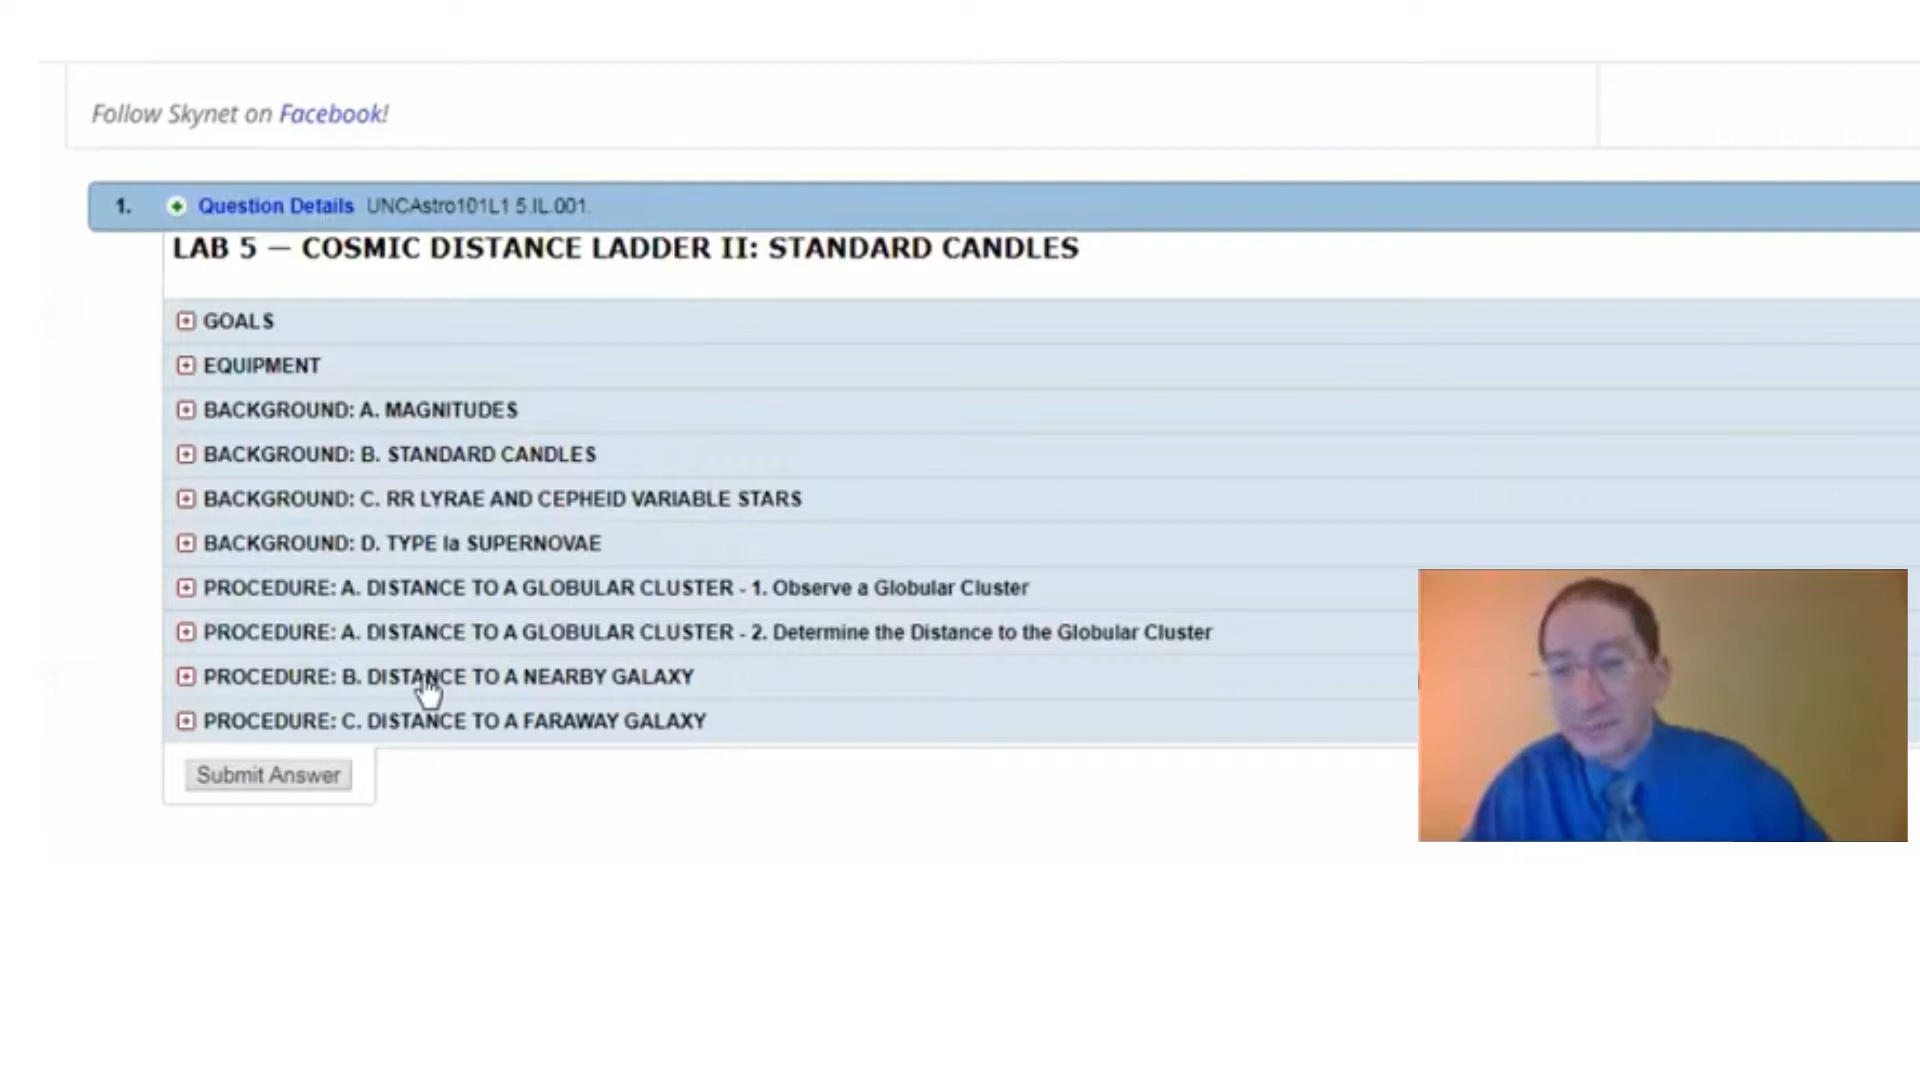 Follow Skynet on Facebook!
1. Question Details UNCAstro101L1 5.IL.001.
LAB 5 — COSMIC DISTANCE LADDER II: STANDARD CANDLES
GOALS
EQUIPMENT
BACKGROUND: A. MAGNITUDES
BACKGROUND: B. STANDARD CANDLES
BACKGROUND: C. RR LYRAE AND CEPHEID VARIABLE STARS
BACKGROUND: D. TYPE Ia SUPERNOVAE
PROCEDURE: A. DISTANCE TO A GLOBULAR CLUSTER - 1. Observe a Globular Cluster
PROCEDURE: A. DISTANCE TO A GLOBULAR CLUSTER - 2. Determine the Distance to the Globular Cluster
PROCEDURE: B. DISTANCE TO A NEARBY GALAXY
PROCEDURE: C. DISTANCE TO A FARAWAY GALAXY
Submit Answer